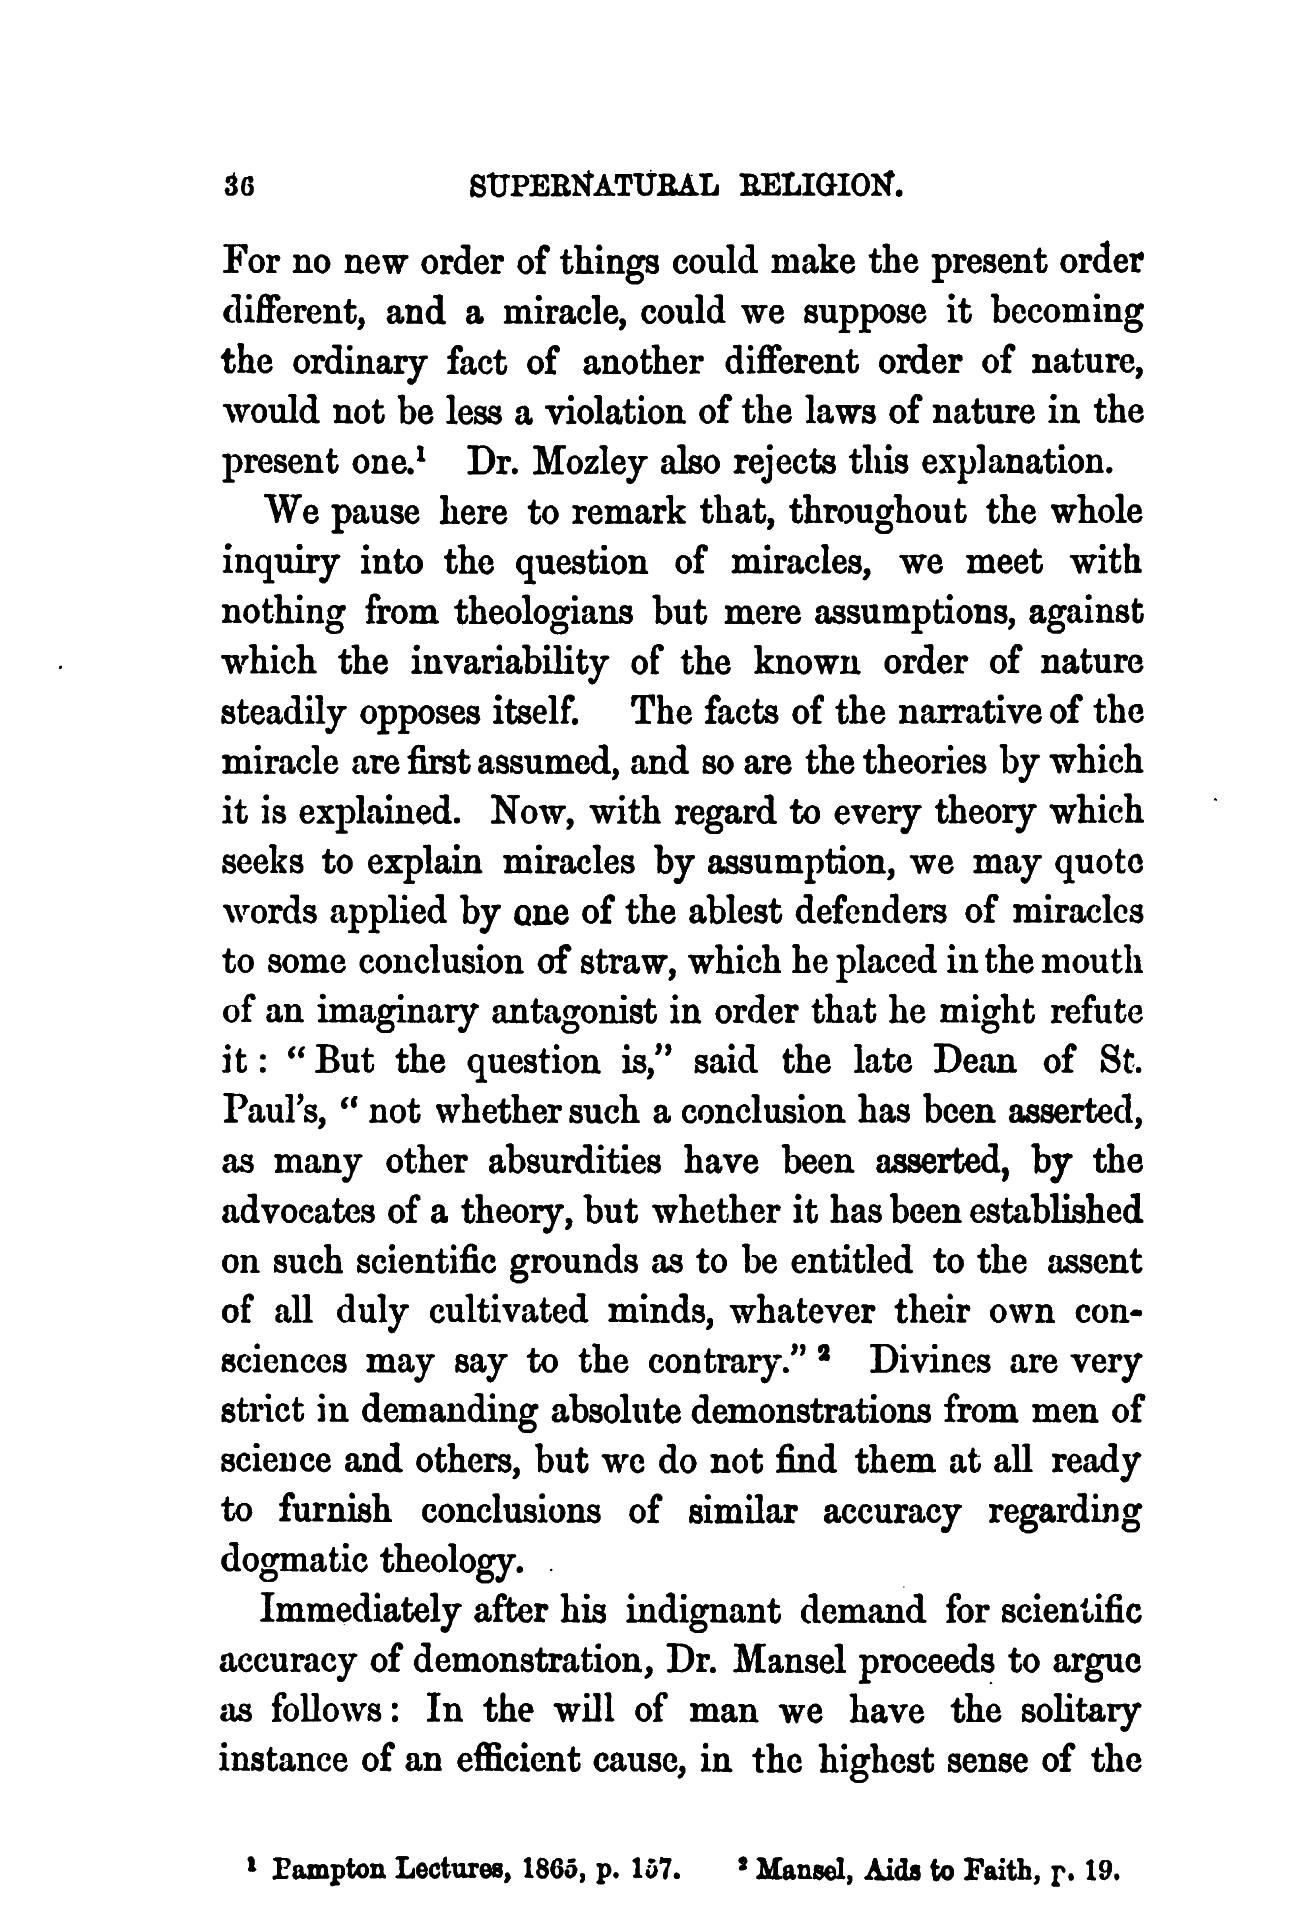 36 SUPERNATURAL RELIGION.
For no new order of things could make the present order
different, and a miracle, could we suppose it becoming
the ordinary fact of another different order of nature,
would not be less a violation of the laws of nature in the
present one.¹ Dr. Mozley also rejects this explanation.
We pause here to remark that, throughout the whole
inquiry into the question of miracles, we meet with
nothing from theologians but mere assumptions, against
which the invariability of the known order of nature
steadily opposes itself. The facts of the narrative of the
miracle are first assumed, and so are the theories by which
it is explained. Now, with regard to every theory which
seeks to explain miracles by assumption, we may quote
words applied by one of the ablest defenders of miracles
to some conclusion of straw, which he placed in the mouth
of an imaginary antagonist in order that he might refute
it : “ But the question is,” said the late Dean of St.
Paul's, “ not whether such a conclusion has been asserted,
as many other absurdities have been asserted, by the
advocates of a theory, but whether it has been established
on such scientific grounds as to be entitled to the assent
of all duly cultivated minds, whatever their own con-
sciences may say to the contrary.” ² Divines are very
strict in demanding absolute demonstrations from men of
science and others, but we do not find them at all ready
to furnish conclusions of similar accuracy regarding
dogmatic theology.
Immediately after his indignant demand for scientific
accuracy of demonstration, Dr. Mansel proceeds to argue
as follows : In the will of man we have the solitary
instance of an efficient cause, in the highest sense of the
¹ Bampton Lectures, 1865, p. 157. ² Mansel, Aids to Faith, p. 19.